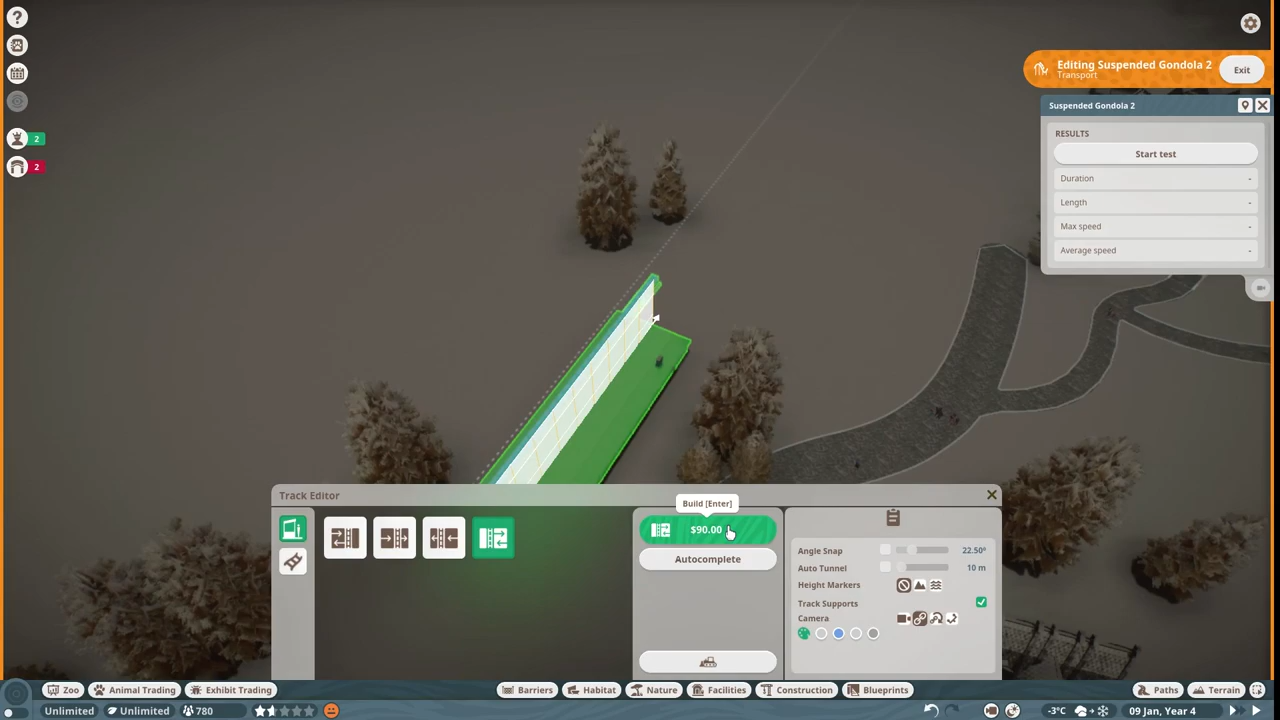 ?
Editing Suspended Gondola 2
Transport
Exit
Suspended Gondola 2
RESULTS
Start test
Duration -
Length -
Max speed -
Average speed -
2
2
Track Editor
Build [Enter]
$90.00
Autocomplete
Angle Snap 22.50°
Auto Tunnel 10 m
Height Markers
Track Supports
Camera
Zoo
Animal Trading
Exhibit Trading
Barriers
Habitat
Nature
Facilities
Construction
Blueprints
Paths
Terrain
Unlimited
Unlimited
780
-3°C
09 Jan, Year 4